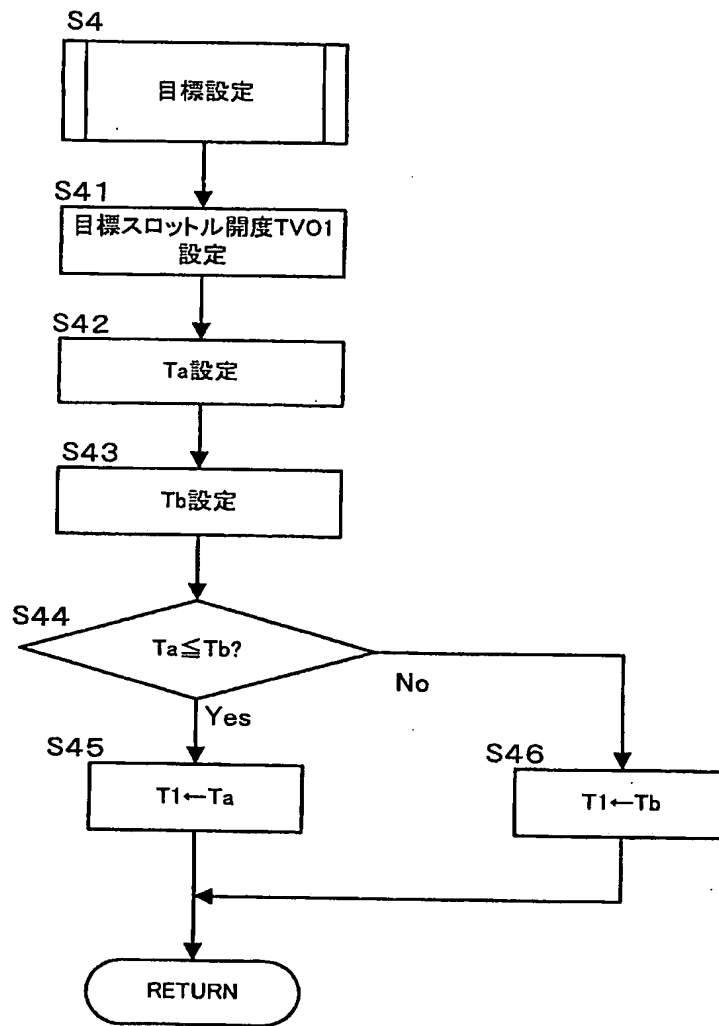 S4
目標設定
S41
目標スロットル開度TVO1
設定
S42
Ta設定
S43
Tb設定
S44
Ta≦Tb?
No
Yes
S45
T1←Ta
S46
T1←Tb
RETURN